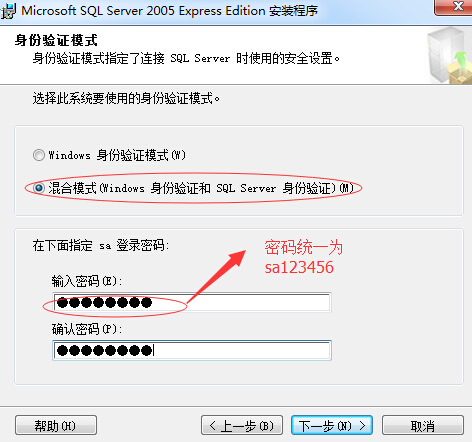 Microsoft SQL Server 2005 Express Edition 安装程序
身份验证模式
身份验证模式指定了连接 SQL Server 时使用的安全设置。
选择此系统要使用的身份验证模式。
Windows 身份验证模式(W)
混合模式(Windows 身份验证和 SQL Server 身份验证)(M)
在下面指定 sa 登录密码:
密码统一为
sa123456
输入密码(E):
●●●●●●●●
确认密码(P):
●●●●●●●●
帮助(H)
< 上一步(B)
下一步(N) >
取消